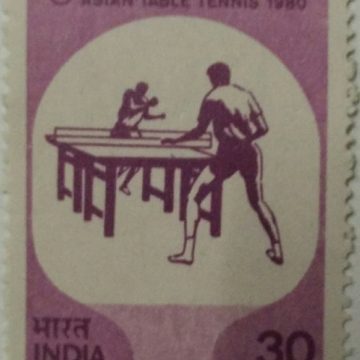 ASIAN TABLE TENNIS 1980
भारत
INDIA 30